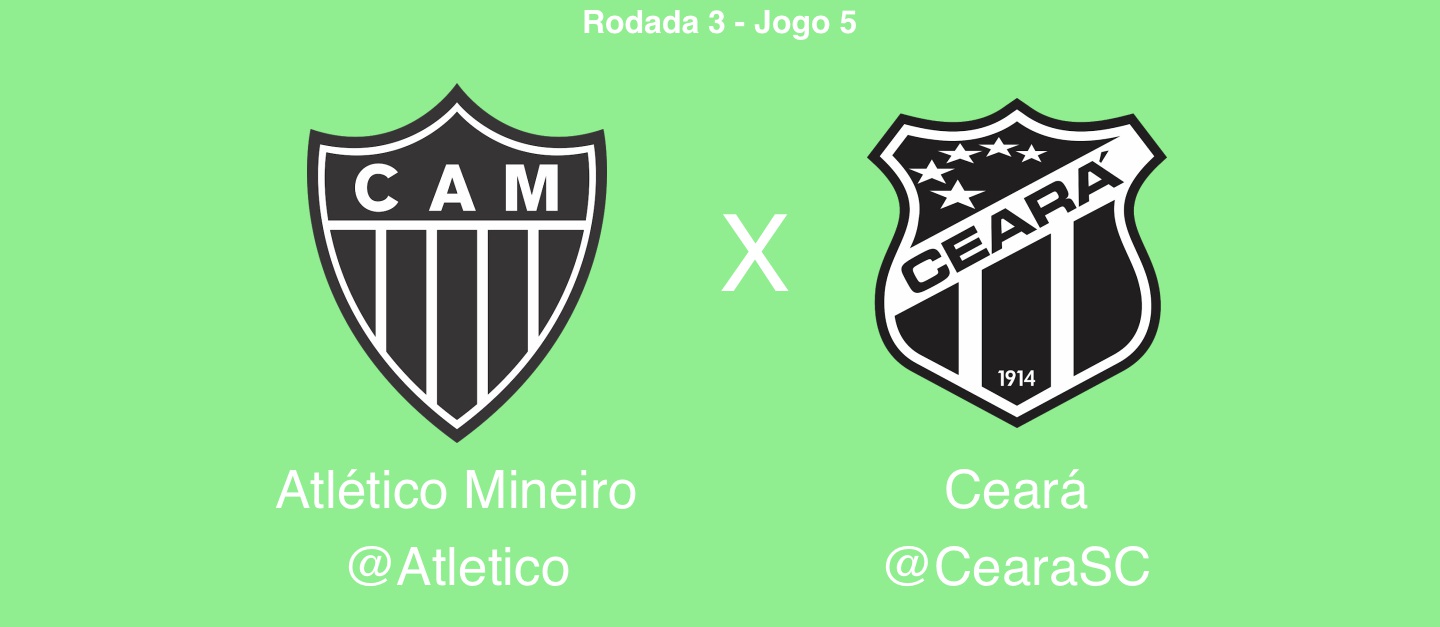 Rodada 3 - Jogo 5
C A M
X
CEARÁ
1914
Atlético Mineiro
Ceará
@Atletico
@CearaSC